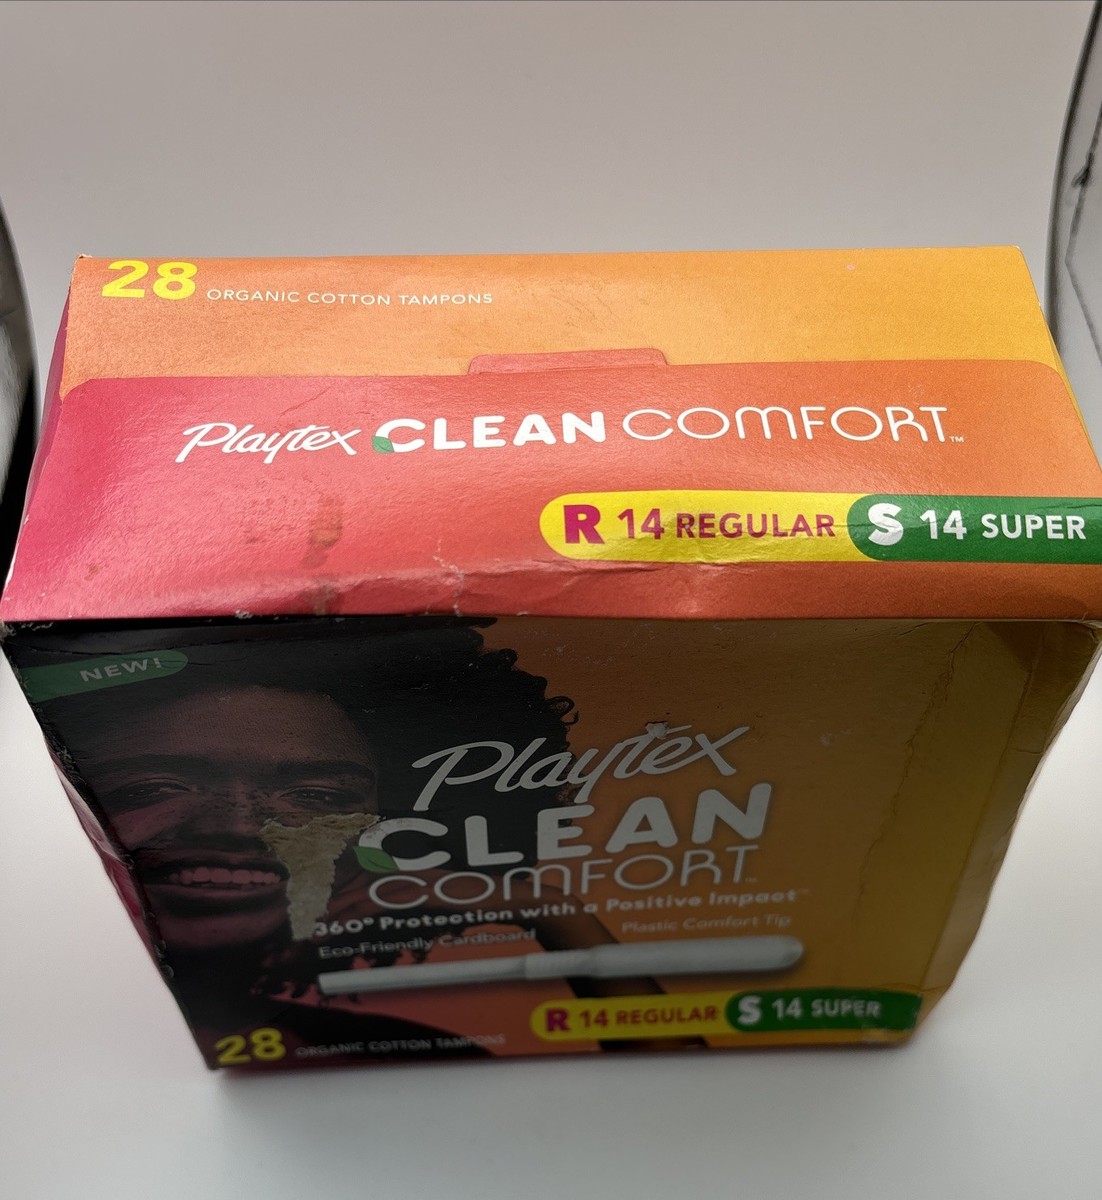 28 ORGANIC COTTON TAMPONS
Playtex CLEAN COMFORT™
R 14 REGULAR S 14 SUPER
NEW!
Playtex
CLEAN
COMFORT™
360° Protection with a Positive Impact™
Eco-Friendly Cardboard Plastic Comfort Tip
R 14 REGULAR S 14 SUPER
28 ORGANIC COTTON TAMPONS